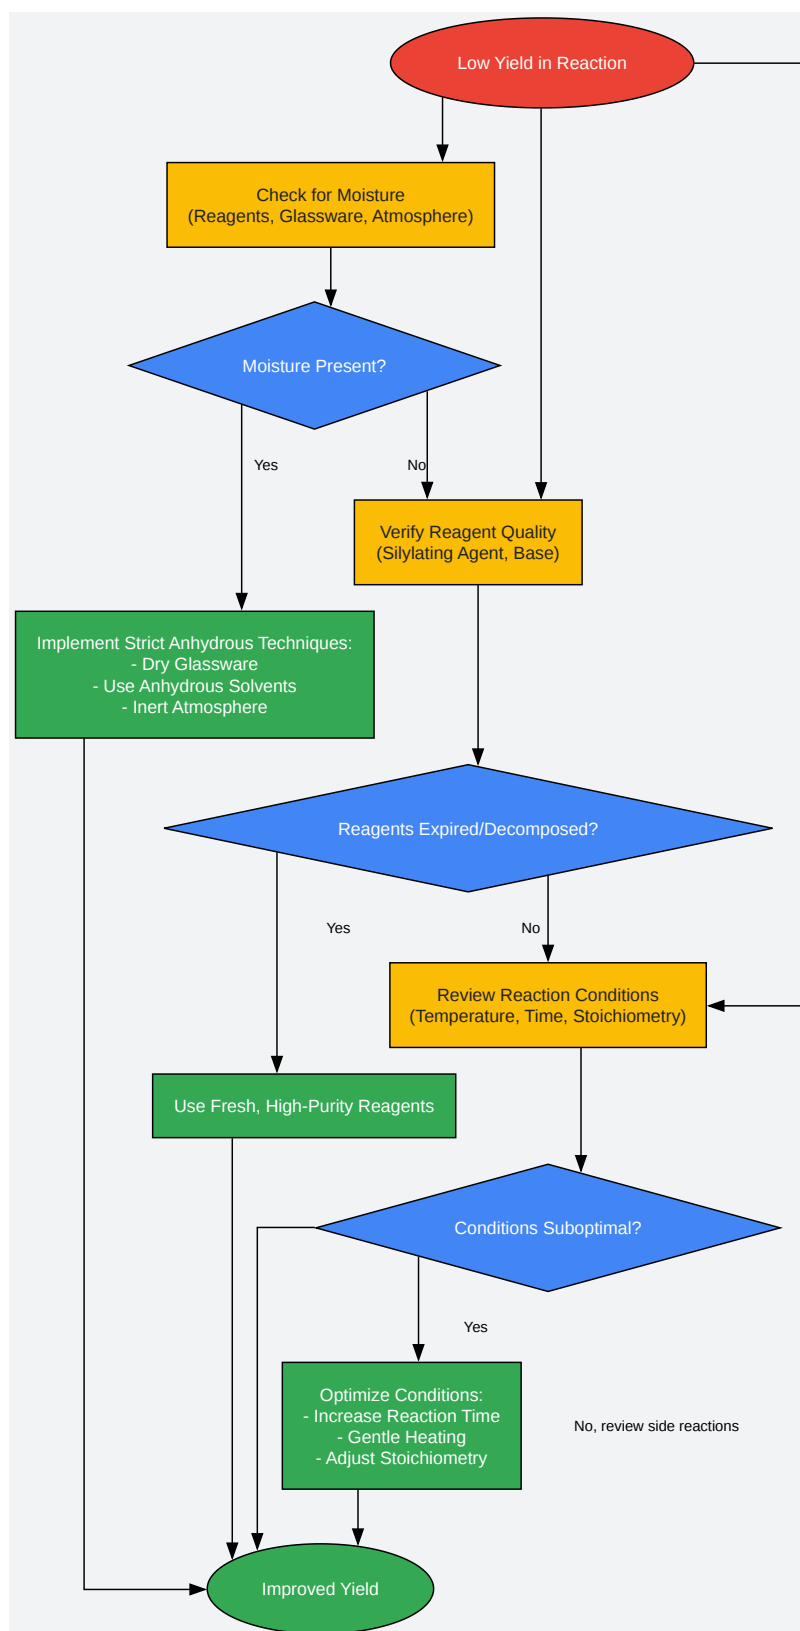 Low Yield in Reaction
Check for Moisture
(Reagents, Glassware, Atmosphere)
Moisture Present?
Yes
No
Verify Reagent Quality
(Silylating Agent, Base)
Implement Strict Anhydrous Techniques:
- Dry Glassware
- Use Anhydrous Solvents
- Inert Atmosphere
Reagents Expired/Decomposed?
Yes
No
Review Reaction Conditions
(Temperature, Time, Stoichiometry)
Use Fresh, High-Purity Reagents
Conditions Suboptimal?
Yes
Optimize Conditions:
- Increase Reaction Time
- Gentle Heating
- Adjust Stoichiometry
No, review side reactions
Improved Yield